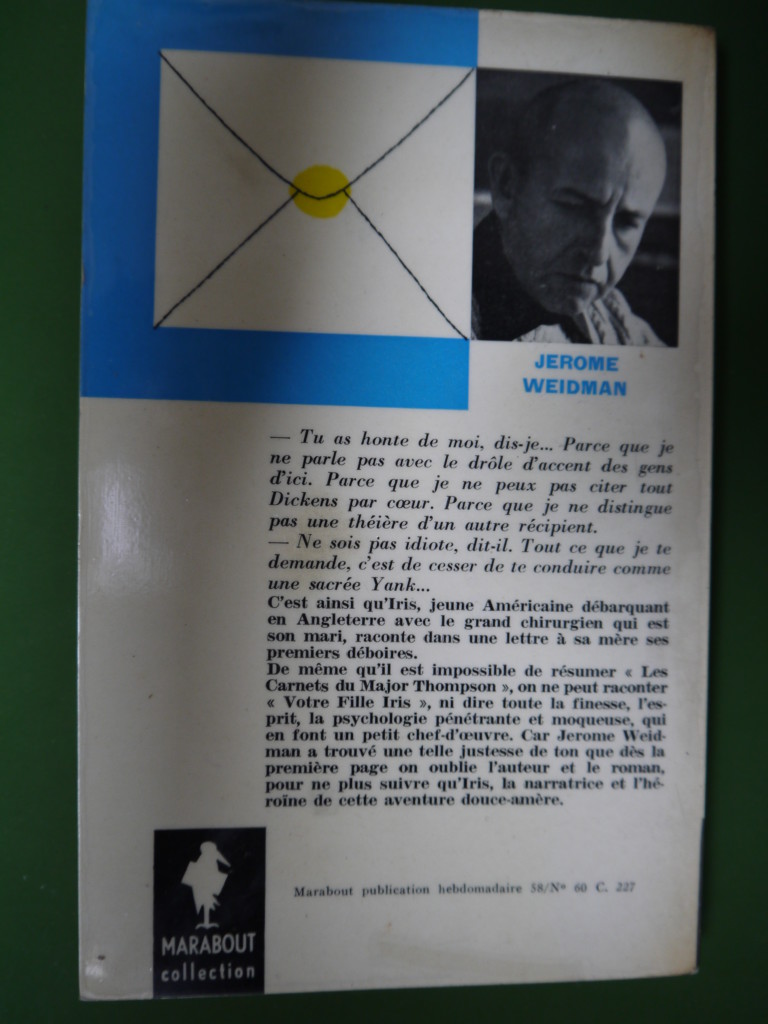 JEROME
WEIDMAN
— Tu as honte de moi, dis-je... Parce que je
ne parle pas avec le drôle d'accent des gens
d'ici. Parce que je ne peux pas citer tout
Dickens par cœur. Parce que je ne distingue
pas une théière d'un autre récipient.
— Ne sois pas idiote, dit-il. Tout ce que je te
demande, c'est de cesser de te conduire comme
une sacrée Yank...
C'est ainsi qu'Iris, jeune Américaine débarquant
en Angleterre avec le grand chirurgien qui est
son mari, raconte dans une lettre à sa mère ses
premiers déboires.
De même qu'il est impossible de résumer « Les
Carnets du Major Thompson », on ne peut raconter
« Votre Fille Iris », ni dire toute la finesse, l'es-
prit, la psychologie pénétrante et moqueuse, qui
en font un petit chef-d'œuvre. Car Jerome Weid-
man a trouvé une telle justesse de ton que dès la
première page on oublie l'auteur et le roman,
pour ne plus suivre qu'Iris, la narratrice et l'hé-
roïne de cette aventure douce-amère.
Marabout publication hebdomadaire 58/Nº 60 C. 227
MARABOUT
collection